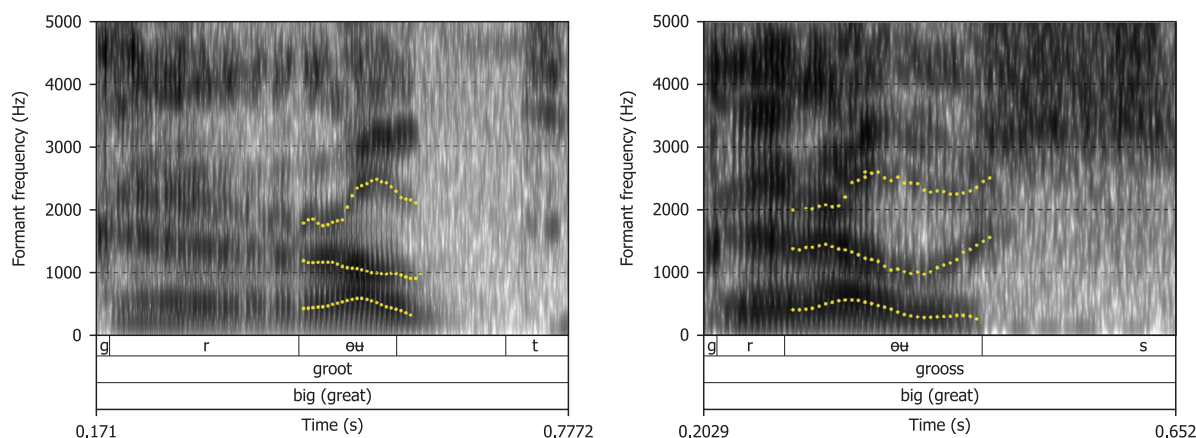 5000
4000
3000
2000
1000
0
Formant frequency (Hz)
g r ɵʉ t
groot
big (great)
0.171 Time (s) 0.7772
5000
4000
3000
2000
1000
0
Formant frequency (Hz)
g r ɵʉ s
grooss
big (great)
0.2029 Time (s) 0.652